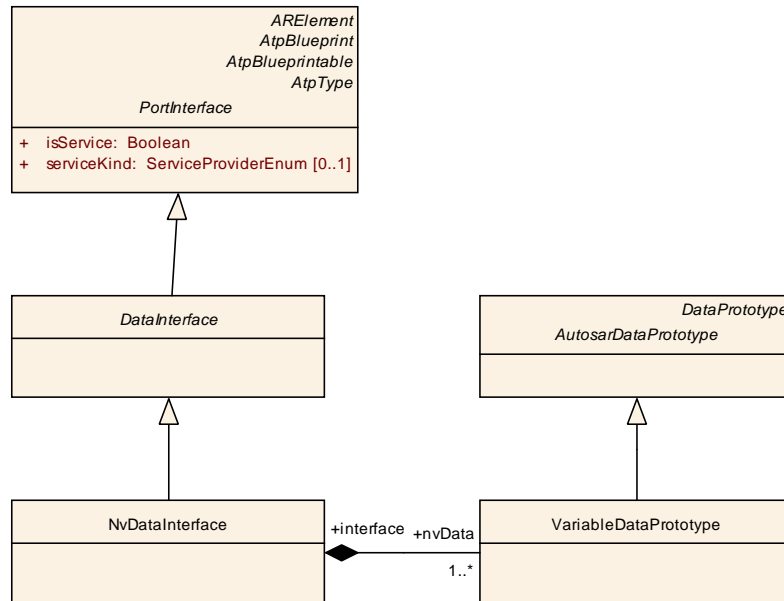 ARElement
AtpBlueprint
AtpBlueprintable
AtpType
PortInterface
+ isService: Boolean
+ serviceKind: ServiceProviderEnum [0..1]
DataInterface
DataPrototype
AutosarDataPrototype
NvDataInterface
+interface
+nvData
1..*
VariableDataPrototype